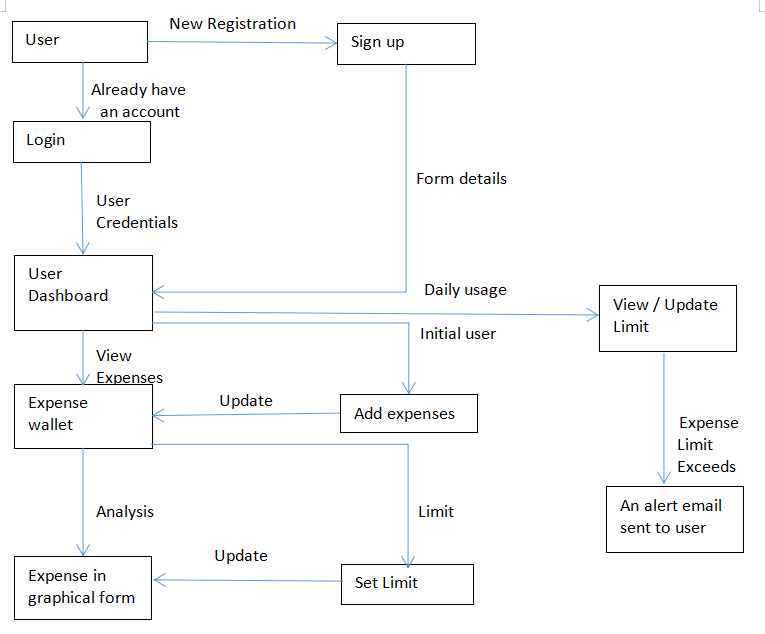 New Registration
User
Sign up
Already have
an account
Login
Form details
User
Credentials
User
Dashboard
Daily usage
View / Update
Limit
Initial user
View
Expenses
Expense
wallet
Update
Add expenses
Expense
Limit
Exceeds
An alert email
sent to user
Analysis
Limit
Update
Expense in
graphical form
Set Limit